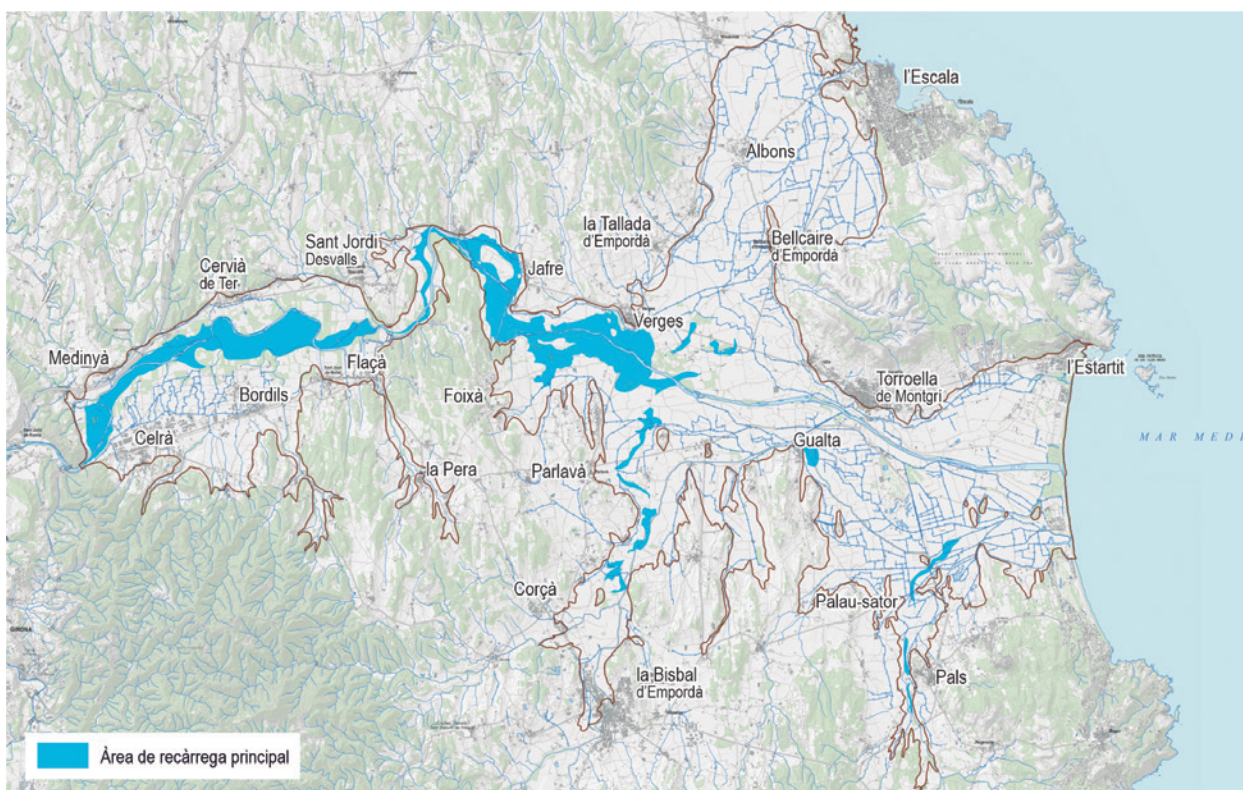 l'Escala
Albons
la Tallada
d'Empordà
Bellcaire
d'Empordà
Sant Jordi
Desvalls
Jafre
Cervià
de Ter
Verges
Medinyà
Flaçà
l'Estartit
Torroella
de Montgrí
Bordils
Foixà
Celrà
Gualta
MAR MEDI
la Pera
Parlavà
Corçà
Palau-sator
GIRONA
la Bisbal
d'Empordà
Pals
Àrea de recàrrega principal